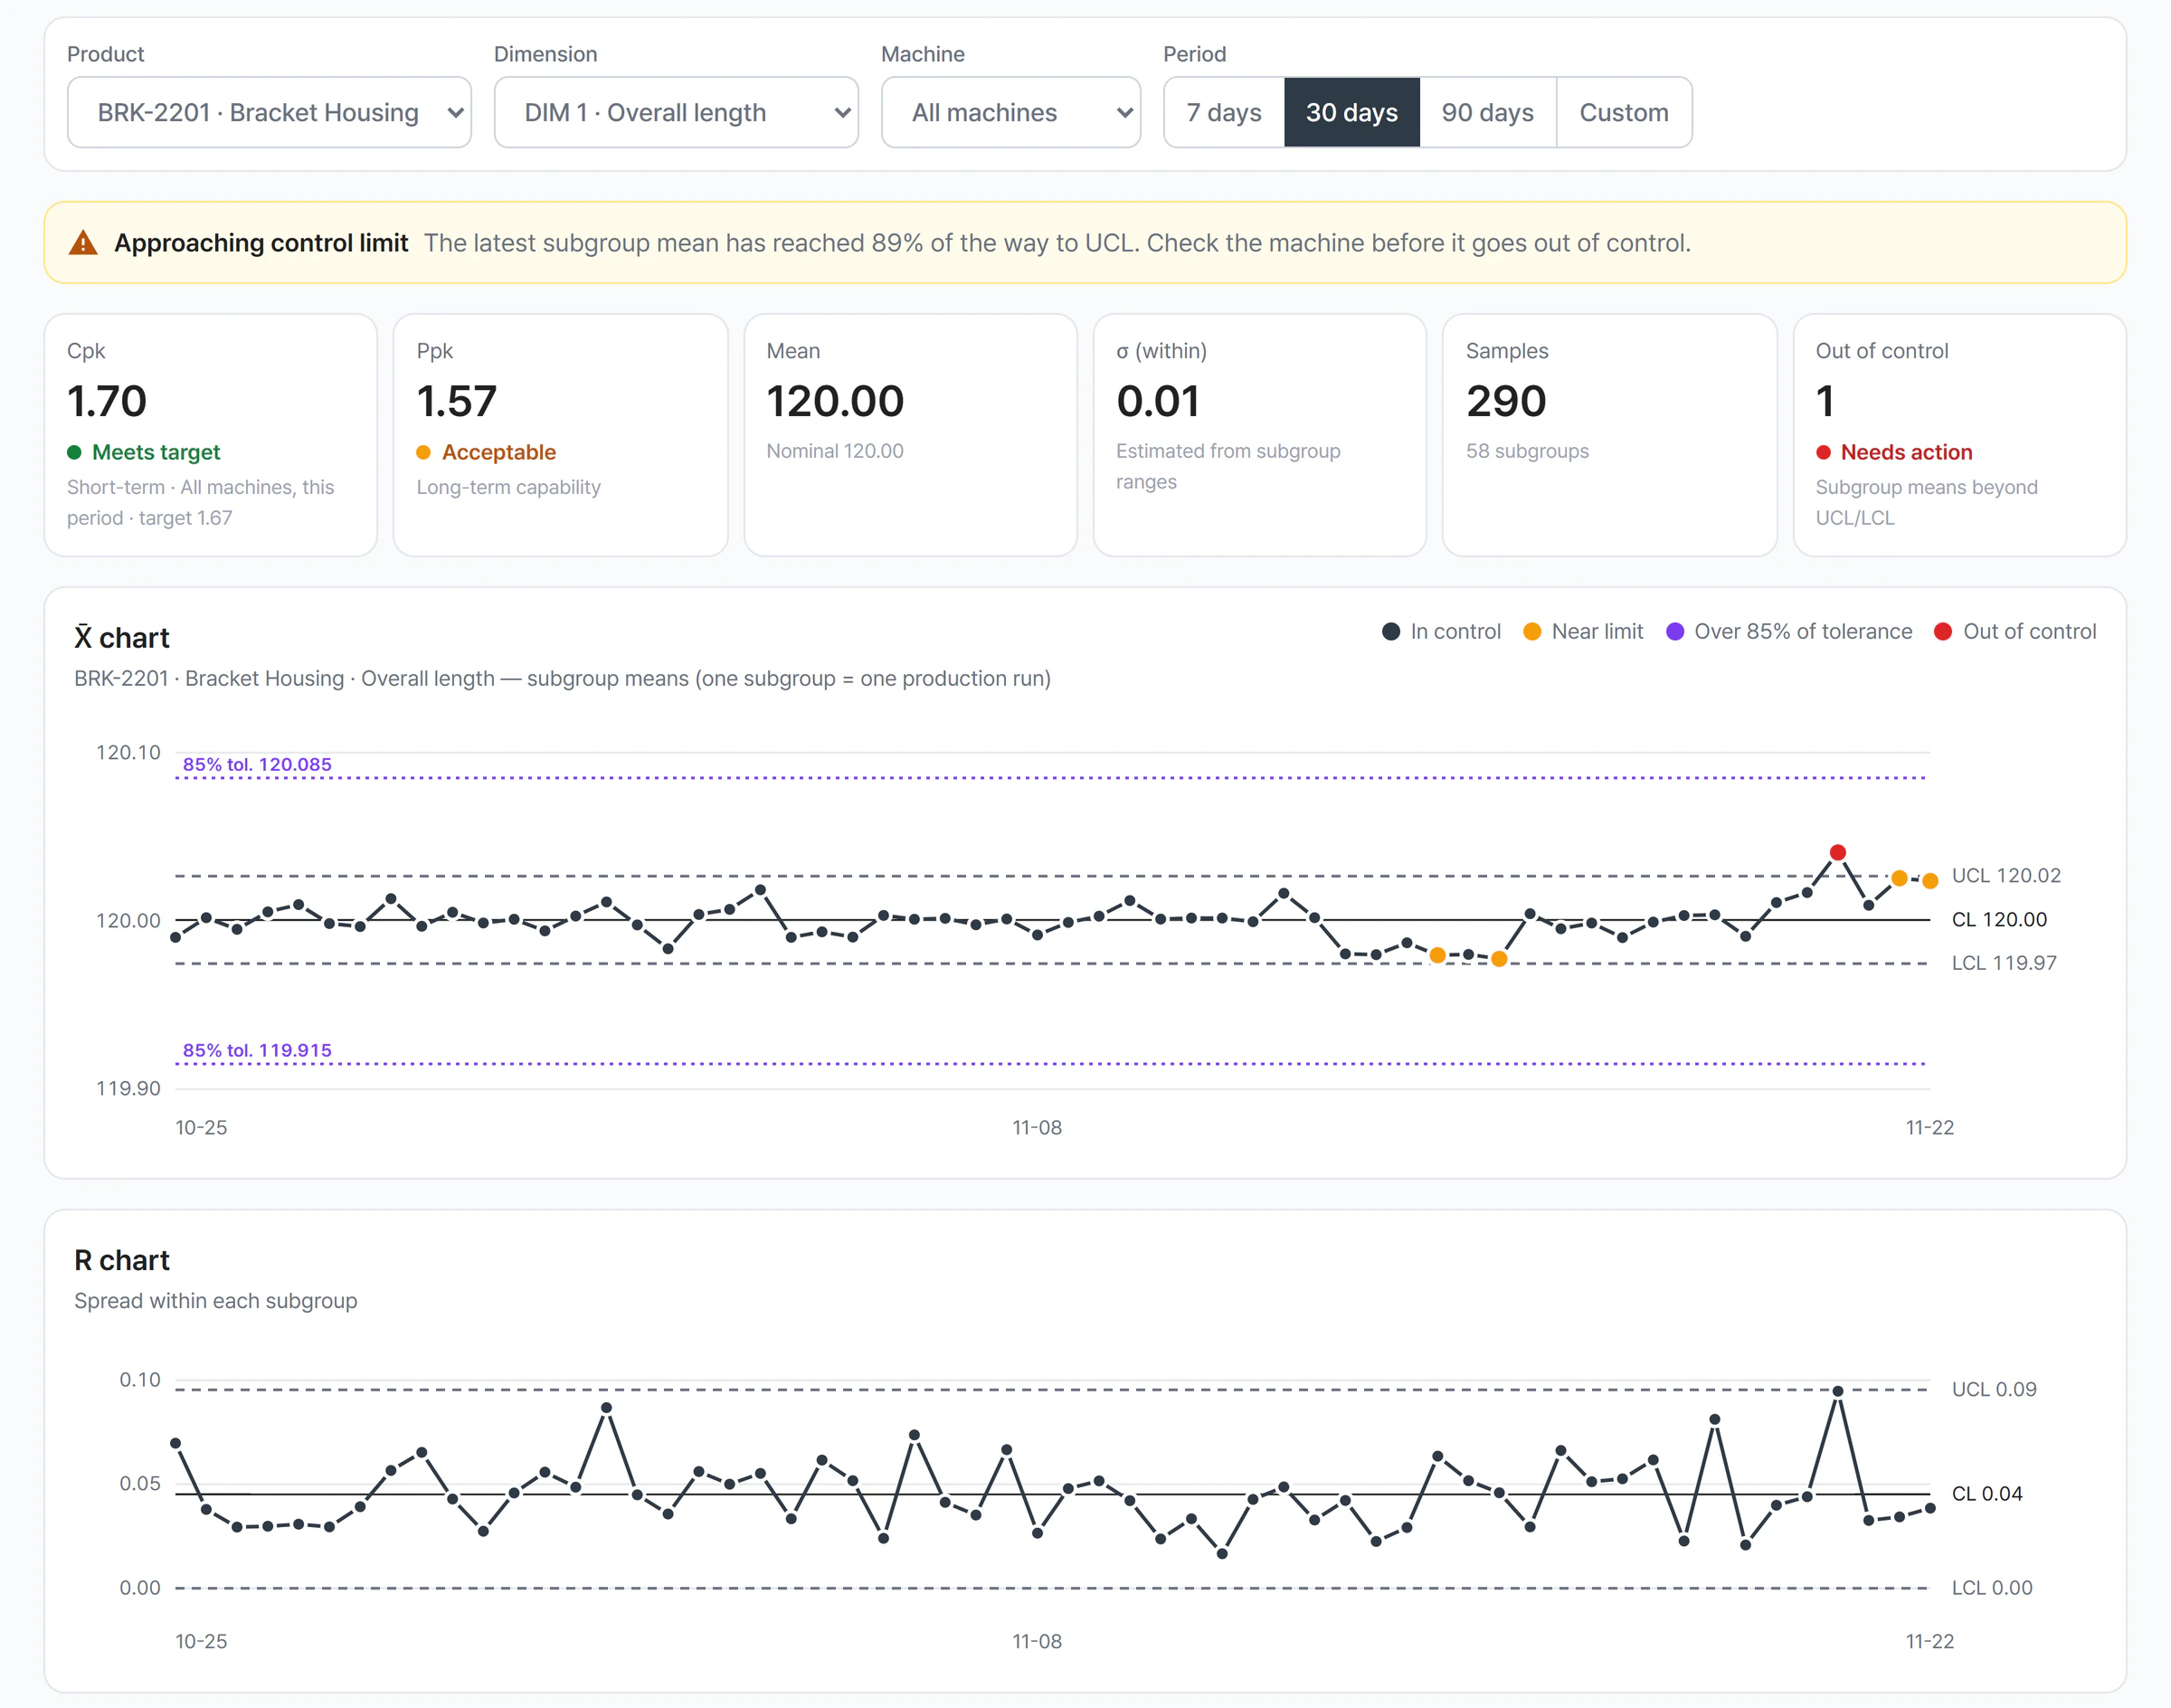 Product
Dimension
Machine
Period
BRK-2201 · Bracket Housing
DIM 1 · Overall length
All machines
7 days
30 days
90 days
Custom
Approaching control limit The latest subgroup mean has reached 89% of the way to UCL. Check the machine before it goes out of control.
Cpk
1.70
Meets target
Short-term · All machines, this
period · target 1.67
Ppk
1.57
Acceptable
Long-term capability
Mean
120.00
Nominal 120.00
σ (within)
0.01
Estimated from subgroup
ranges
Samples
290
58 subgroups
Out of control
1
Needs action
Subgroup means beyond
UCL/LCL
X̄ chart
In control
Near limit
Over 85% of tolerance
Out of control
BRK-2201 · Bracket Housing · Overall length — subgroup means (one subgroup = one production run)
120.10
85% tol. 120.085
UCL 120.02
120.00
CL 120.00
LCL 119.97
85% tol. 119.915
119.90
10-25
11-08
11-22
R chart
Spread within each subgroup
0.10
UCL 0.09
0.05
CL 0.04
0.00
LCL 0.00
10-25
11-08
11-22